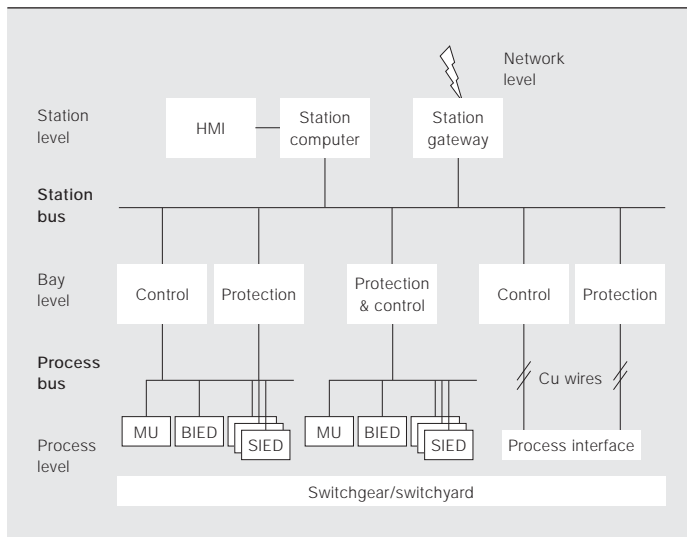 Network
level
Station
level
HMI
Station
computer
Station
gateway
Station
bus
Bay
level
Control
Protection
Protection
& control
Control
Protection
Process
bus
Cu wires
Process
level
MU
BIED
SIED
MU
BIED
SIED
Process interface
Switchgear/switchyard